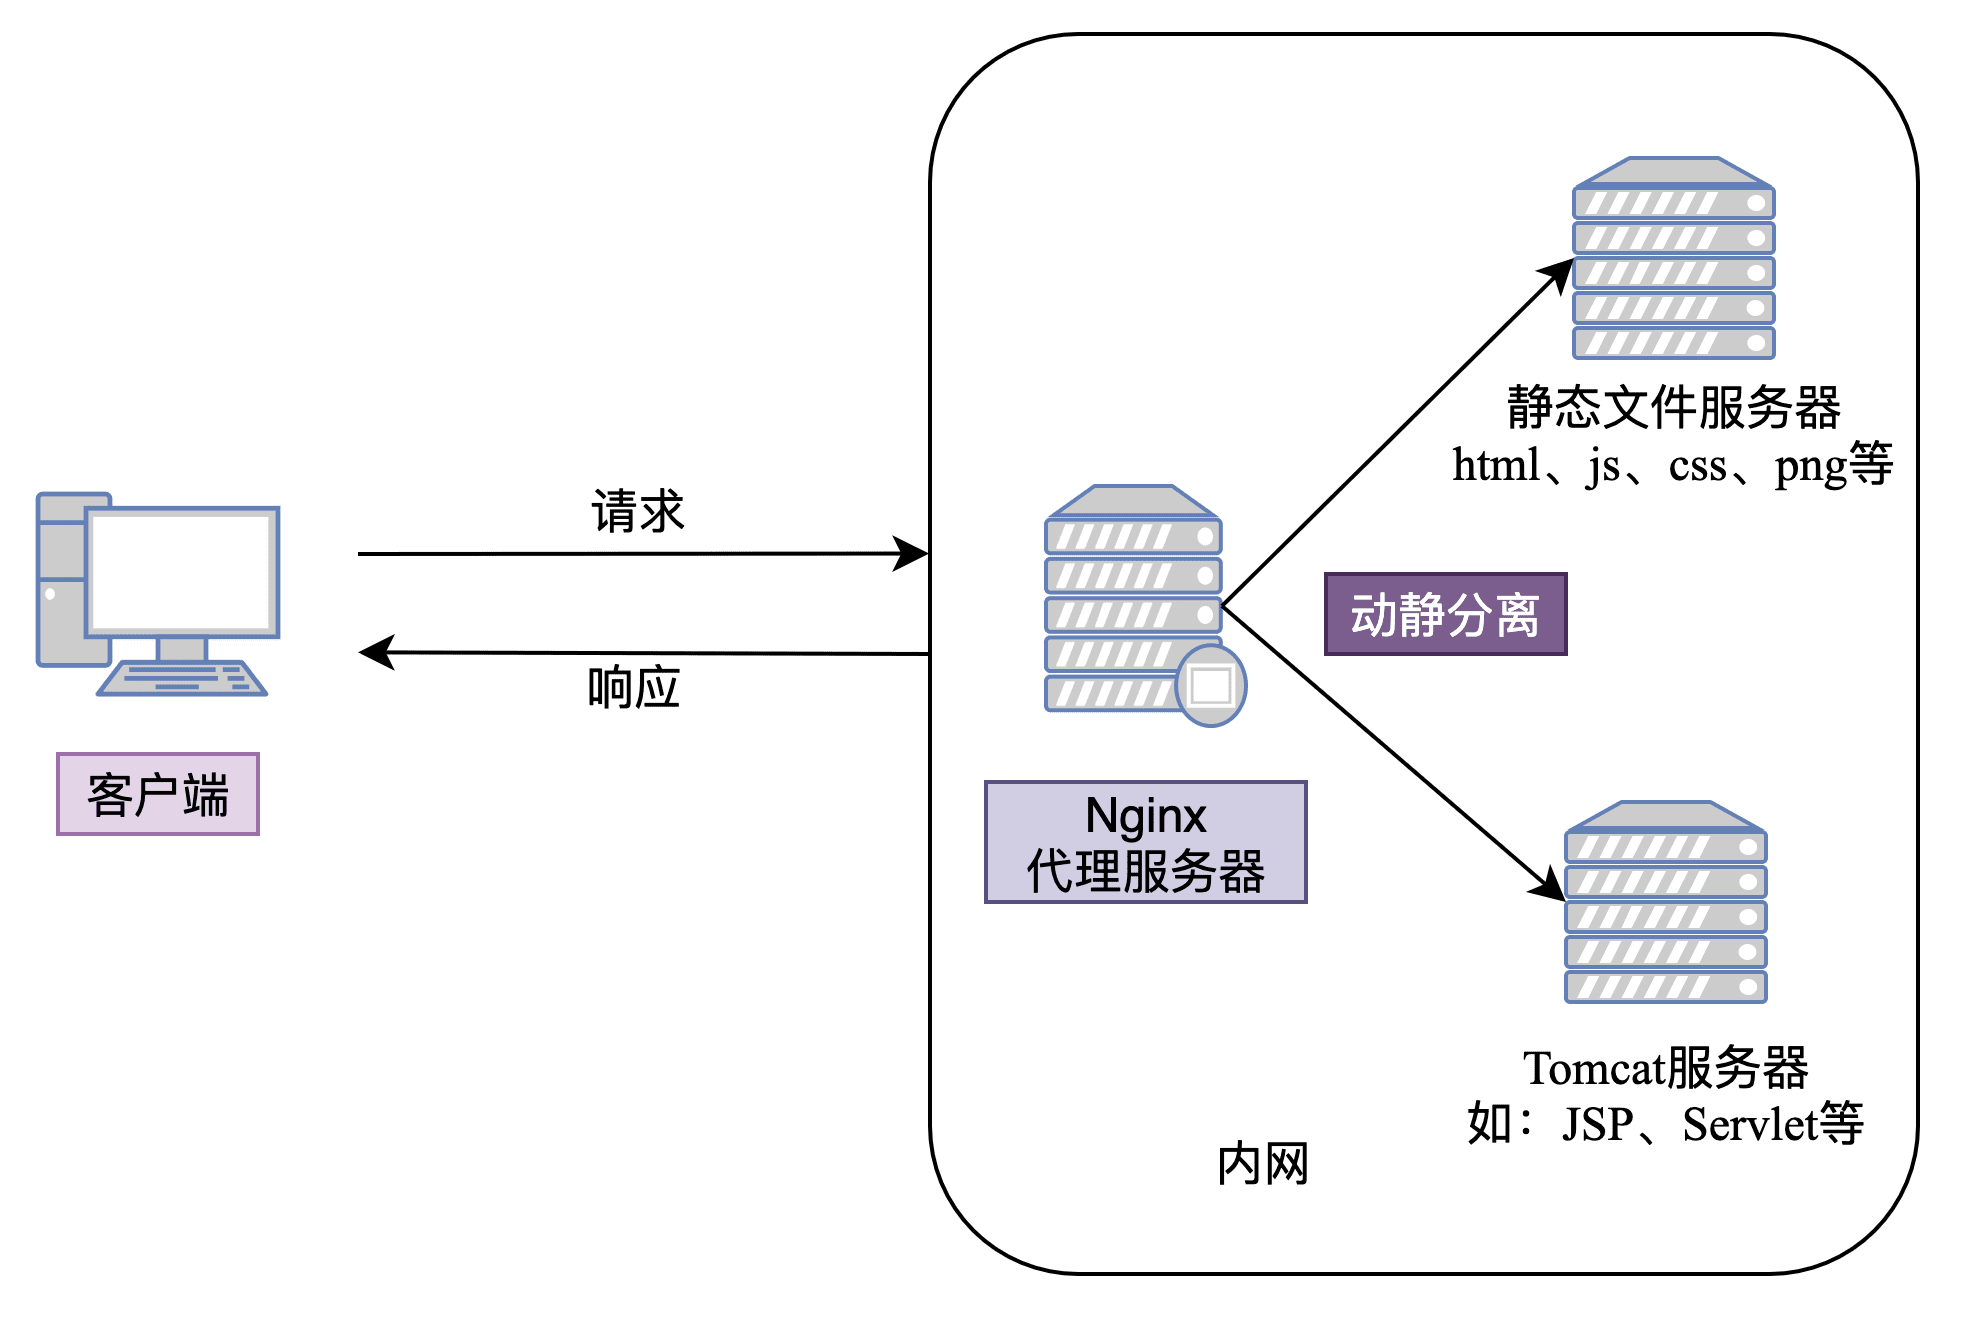 静态文件服务器
html、js、css、png等
请求
动静分离
响应
客户端
Nginx
代理服务器
Tomcat服务器
如：JSP、Servlet等
内网